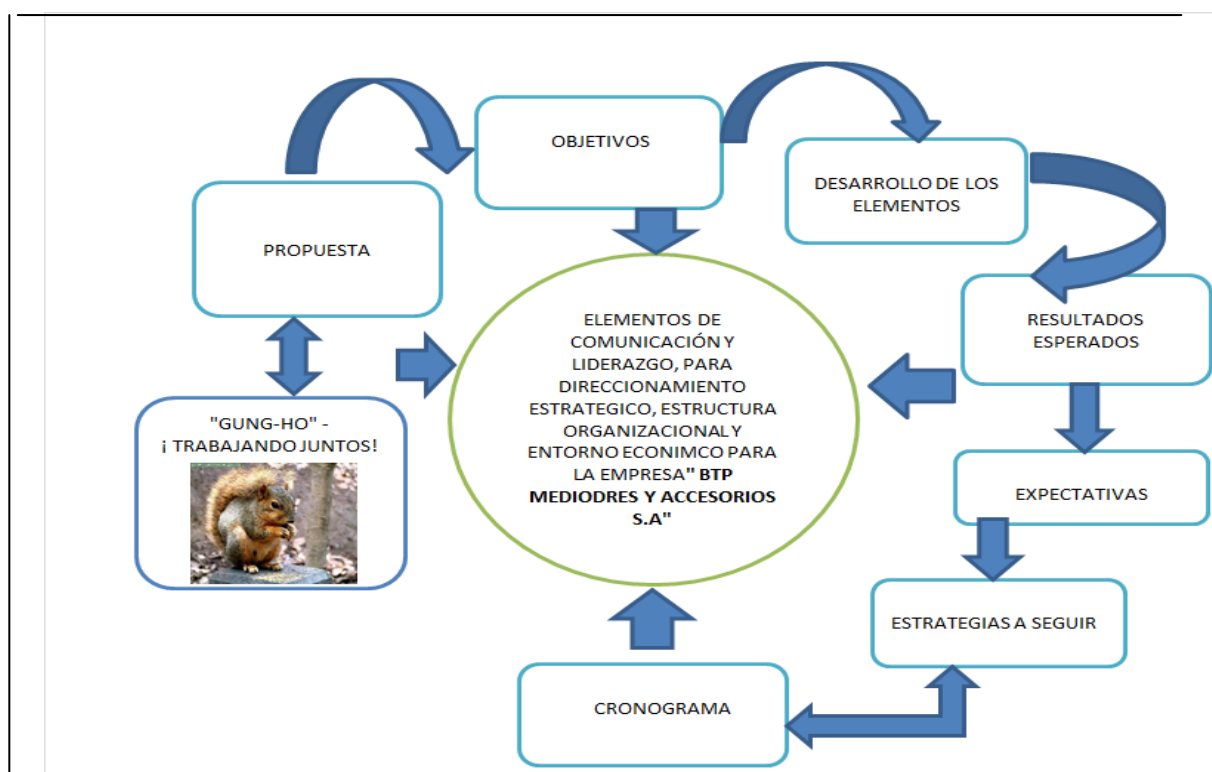 OBJETIVOS
DESARROLLO DE LOS
ELEMENTOS
PROPUESTA
RESULTADOS
ESPERADOS
ELEMENTOS DE
COMUNICACIÓN Y
LIDERAZGO, PARA
DIRECCIONAMIENTO
ESTRATEGICO, ESTRUCTURA
ORGANIZACIONAL Y
ENTORNO ECONIMCO PARA
LA EMPRESA" BTP
MEDIODRES Y ACCESORIOS
S.A"
"GUNG-HO" -
¡ TRABAJANDO JUNTOS!
EXPECTATIVAS
ESTRATEGIAS A SEGUIR
CRONOGRAMA